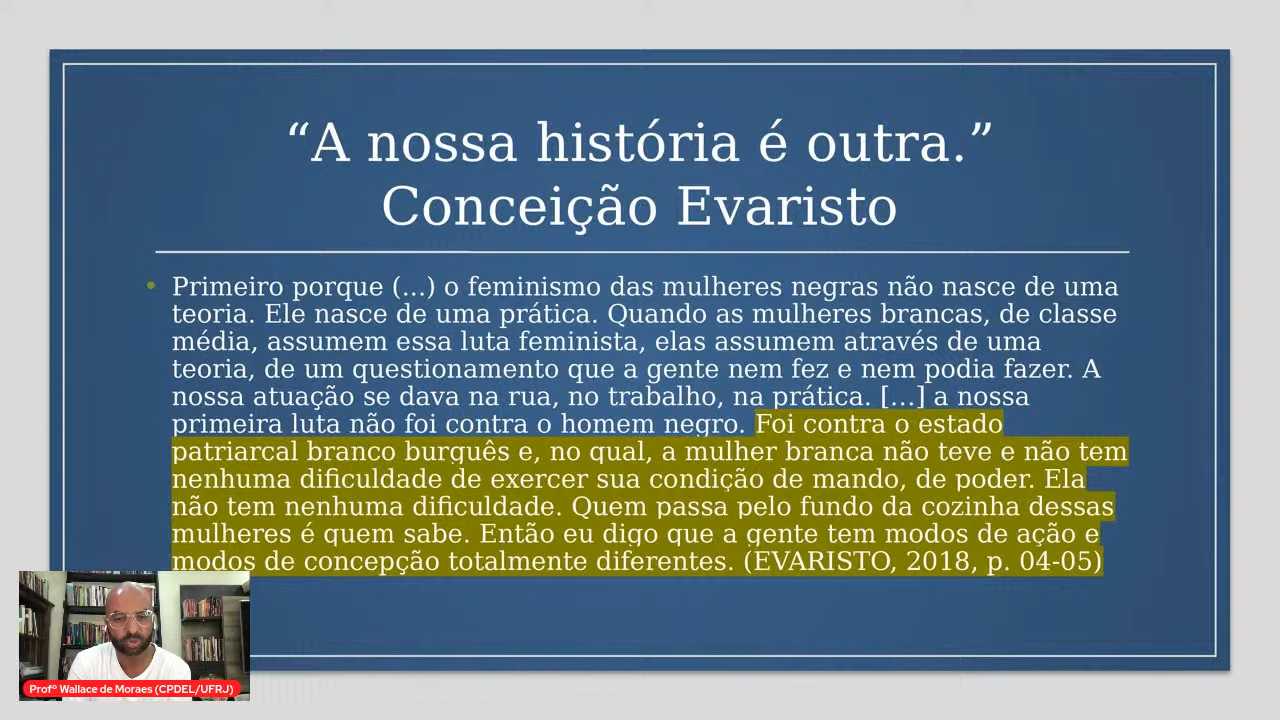 “A nossa história é outra.”
Conceição Evaristo
• Primeiro porque (...) o feminismo das mulheres negras não nasce de uma
teoria. Ele nasce de uma prática. Quando as mulheres brancas, de classe
média, assumem essa luta feminista, elas assumem através de uma
teoria, de um questionamento que a gente nem fez e nem podia fazer. A
nossa atuação se dava na rua, no trabalho, na prática. [...] a nossa
primeira luta não foi contra o homem negro. Foi contra o estado
patriarcal branco burguês e, no qual, a mulher branca não teve e não tem
nenhuma dificuldade de exercer sua condição de mando, de poder. Ela
não tem nenhuma dificuldade. Quem passa pelo fundo da cozinha dessas
mulheres é quem sabe. Então eu digo que a gente tem modos de ação e
modos de concepção totalmente diferentes. (EVARISTO, 2018, p. 04-05)
Profº Wallace de Moraes (CPDEL/UFRJ)